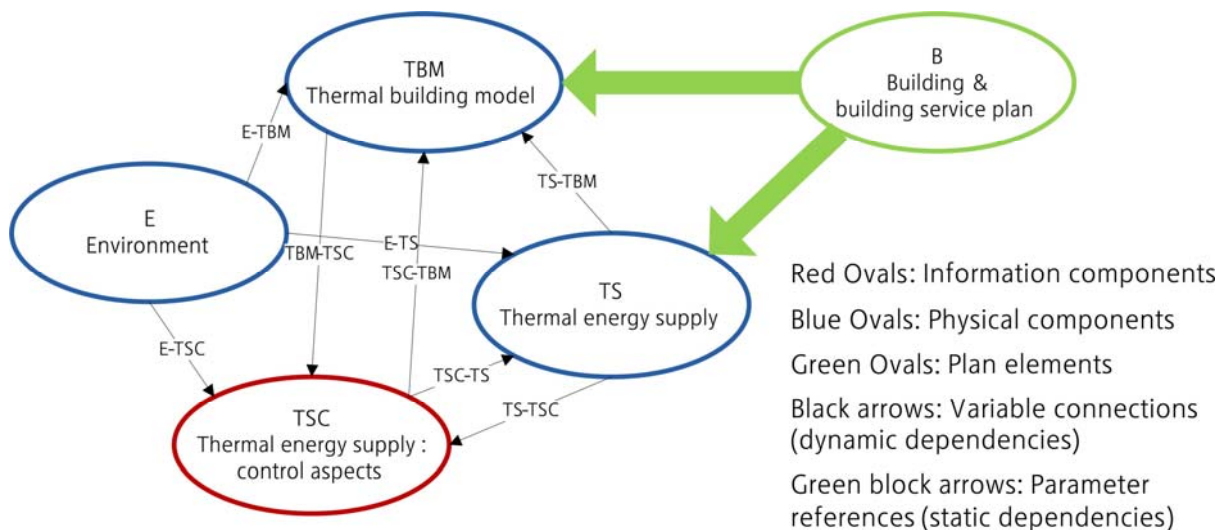 TBM
Thermal building model
B
Building &
building service plan
E-TBM
TS-TBM
E
Environment
E-TS
TBM-TSC
TSC-TBM
TS
Thermal energy supply
E-TSC
TSC-TS
TS-TSC
TSC
Thermal energy supply :
control aspects
Red Ovals: Information components
Blue Ovals: Physical components
Green Ovals: Plan elements
Black arrows: Variable connections
(dynamic dependencies)
Green block arrows: Parameter
references (static dependencies)